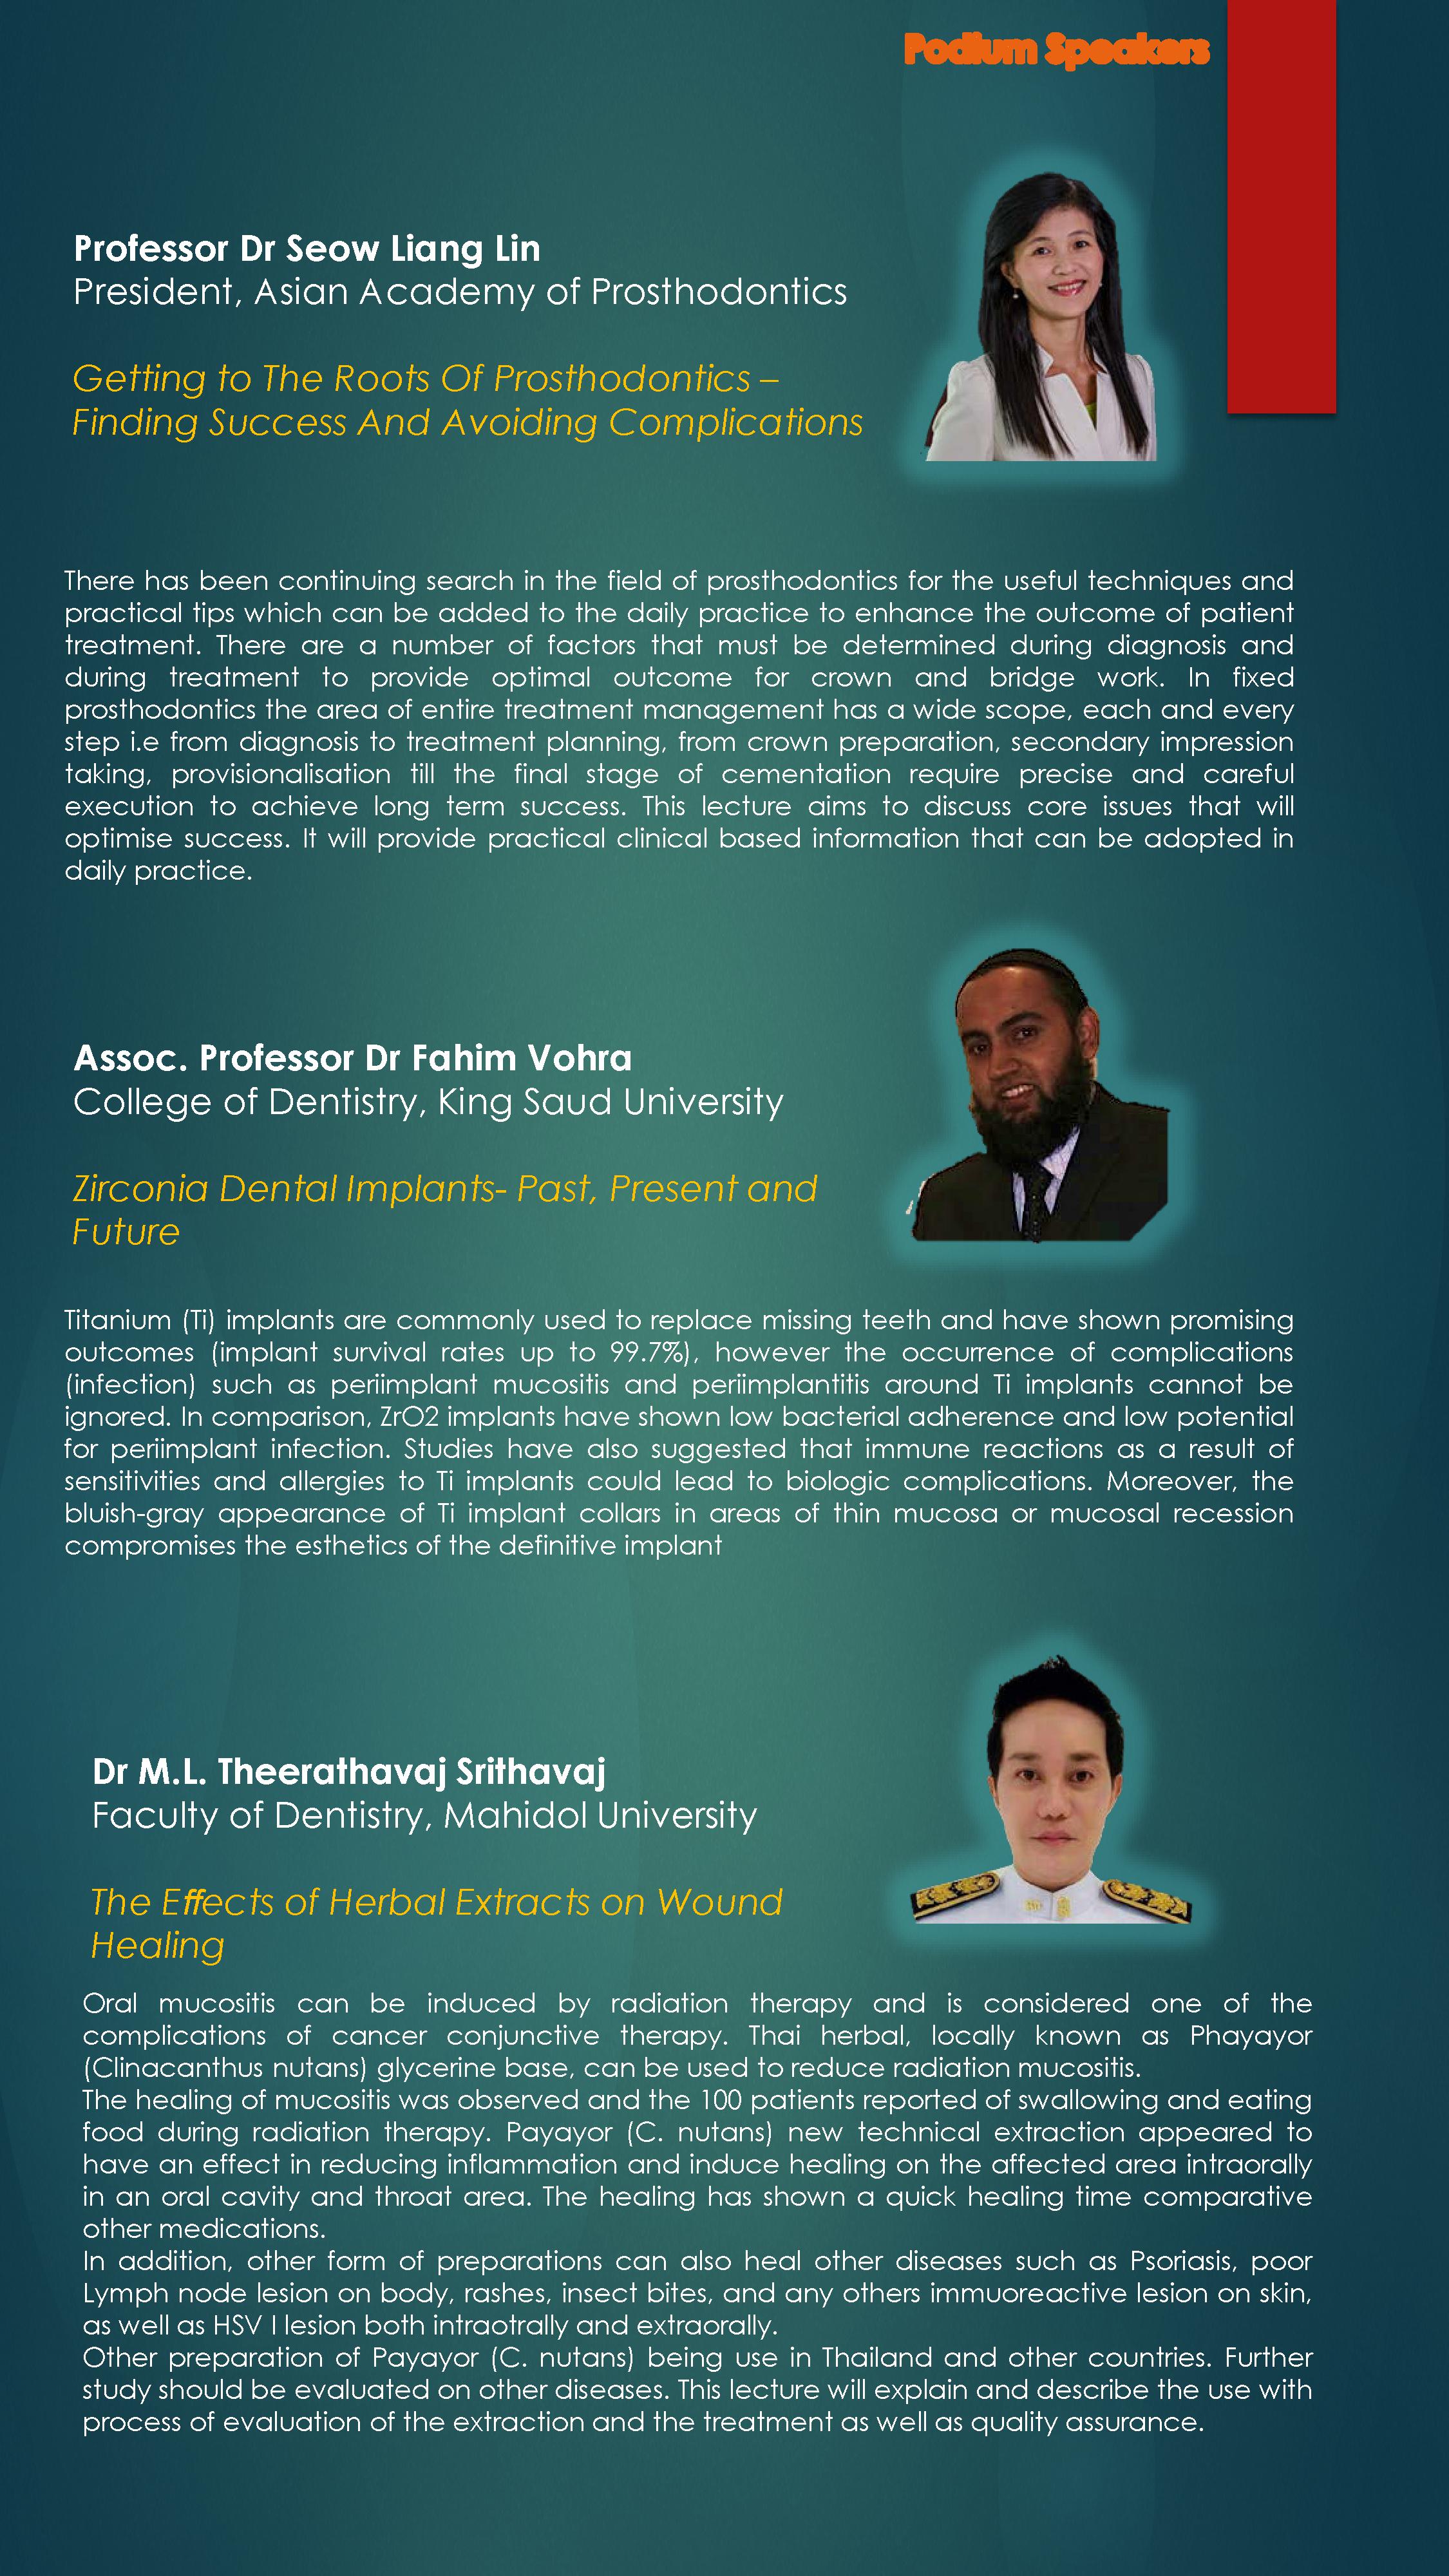 Podium Speakers
Professor Dr Seow Liang Lin
President, Asian Academy of Prosthodontics
Getting to The Roots Of Prosthodontics –
Finding Success And Avoiding Complications
There has been continuing search in the field of prosthodontics for the useful techniques and
practical tips which can be added to the daily practice to enhance the outcome of patient
treatment. There are a number of factors that must be determined during diagnosis and
during treatment to provide optimal outcome for crown and bridge work. In fixed
prosthodontics the area of entire treatment management has a wide scope, each and every
step i.e from diagnosis to treatment planning, from crown preparation, secondary impression
taking, provisionalisation till the final stage of cementation require precise and careful
execution to achieve long term success. This lecture aims to discuss core issues that will
optimise success. It will provide practical clinical based information that can be adopted in
daily practice.
Assoc. Professor Dr Fahim Vohra
College of Dentistry, King Saud University
Zirconia Dental Implants- Past, Present and
Future
Titanium (Ti) implants are commonly used to replace missing teeth and have shown promising
outcomes (implant survival rates up to 99.7%), however the occurrence of complications
(infection) such as periimplant mucositis and periimplantitis around Ti implants cannot be
ignored. In comparison, ZrO2 implants have shown low bacterial adherence and low potential
for periimplant infection. Studies have also suggested that immune reactions as a result of
sensitivities and allergies to Ti implants could lead to biologic complications. Moreover, the
bluish-gray appearance of Ti implant collars in areas of thin mucosa or mucosal recession
compromises the esthetics of the definitive implant
Dr M.L. Theerathavaj Srithavaj
Faculty of Dentistry, Mahidol University
The Effects of Herbal Extracts on Wound
Healing
Oral mucositis can be induced by radiation therapy and is considered one of the
complications of cancer conjunctive therapy. Thai herbal, locally known as Phayayor
(Clinacanthus nutans) glycerine base, can be used to reduce radiation mucositis.
The healing of mucositis was observed and the 100 patients reported of swallowing and eating
food during radiation therapy. Payayor (C. nutans) new technical extraction appeared to
have an effect in reducing inflammation and induce healing on the affected area intraorally
in an oral cavity and throat area. The healing has shown a quick healing time comparative
other medications.
In addition, other form of preparations can also heal other diseases such as Psoriasis, poor
Lymph node lesion on body, rashes, insect bites, and any others immuoreactive lesion on skin,
as well as HSV I lesion both intraotrally and extraorally.
Other preparation of Payayor (C. nutans) being use in Thailand and other countries. Further
study should be evaluated on other diseases. This lecture will explain and describe the use with
process of evaluation of the extraction and the treatment as well as quality assurance.